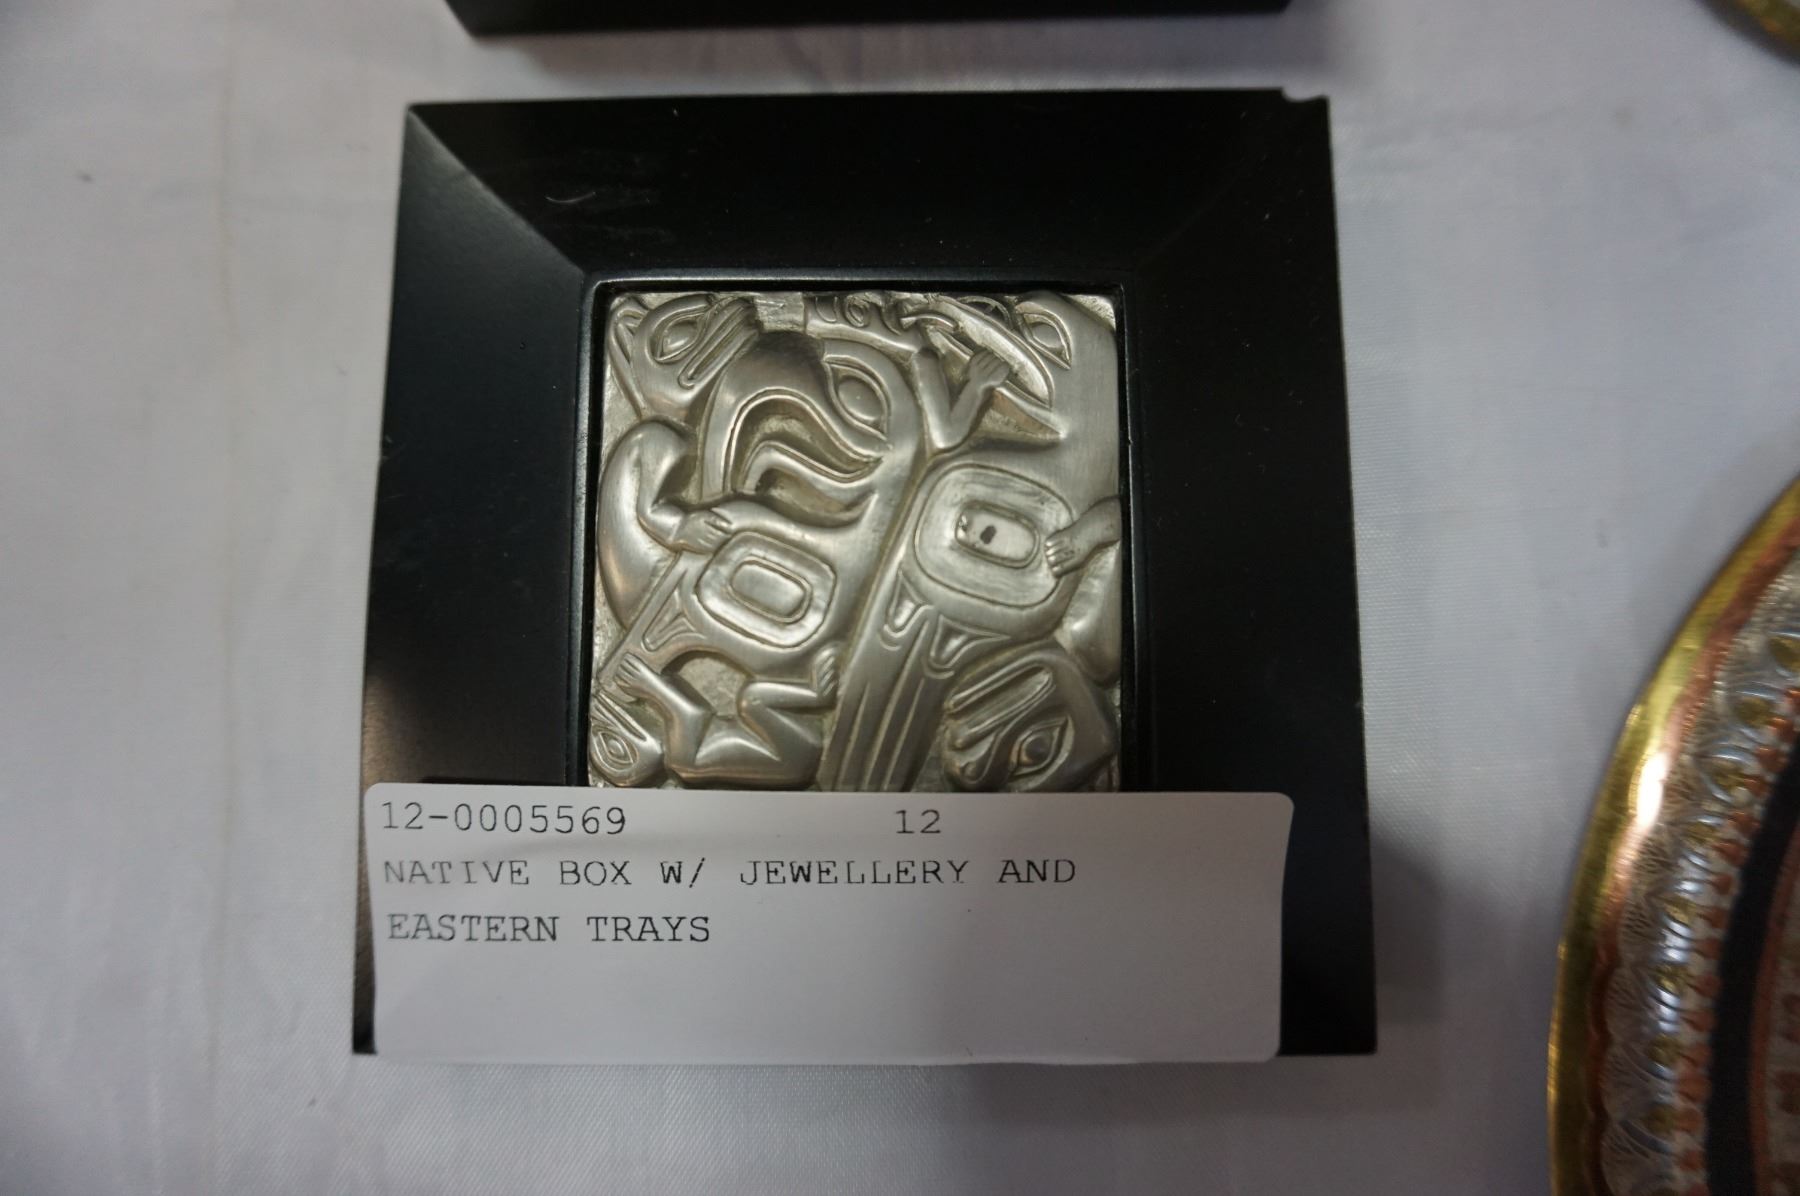 12-0005569 12
NATIVE BOX W/ JEWELLERY AND
EASTERN TRAYS